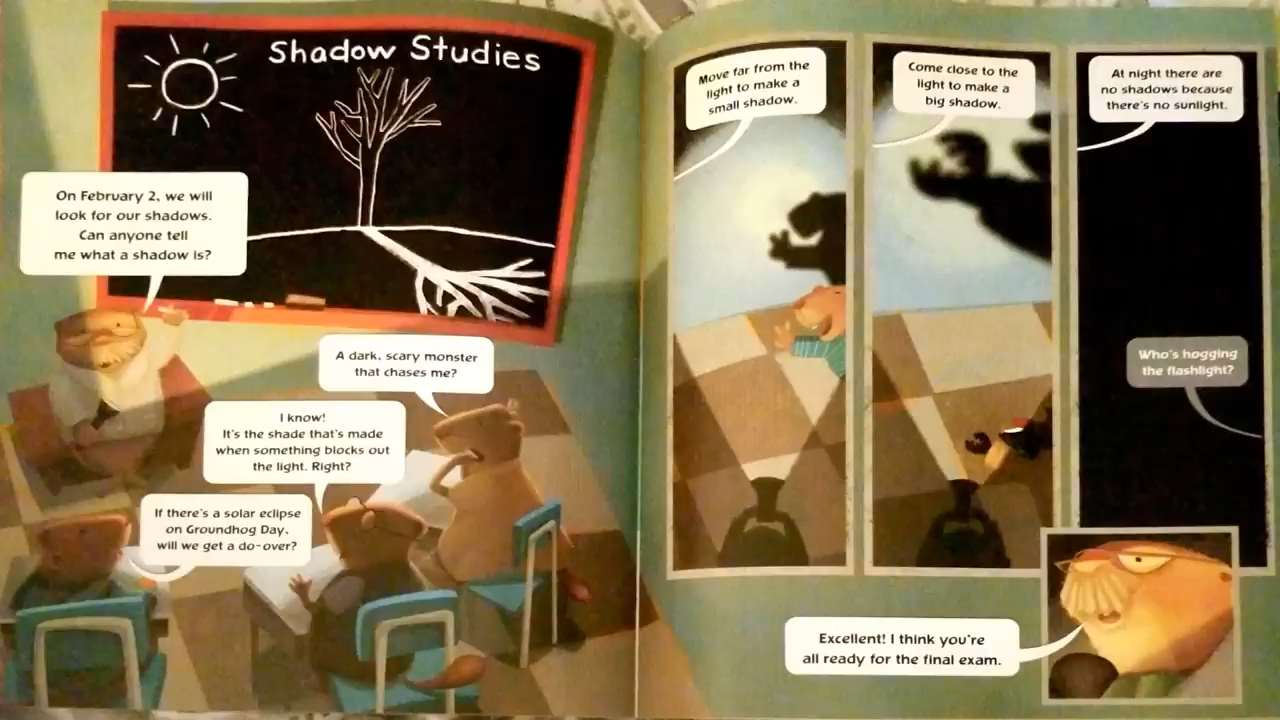 Shadow Studies
On February 2, we will
look for our shadows.
Can anyone tell
me what a shadow is?
A dark, scary monster
that chases me?
I know!
It's the shade that's made
when something blocks out
the light. Right?
If there's a solar eclipse
on Groundhog Day,
will we get a do-over?
Move far from the
light to make a
small shadow.
Come close to the
light to make a
big shadow.
At night there are
no shadows because
there's no sunlight.
Who's hogging
the flashlight?
Excellent! I think you're
all ready for the final exam.